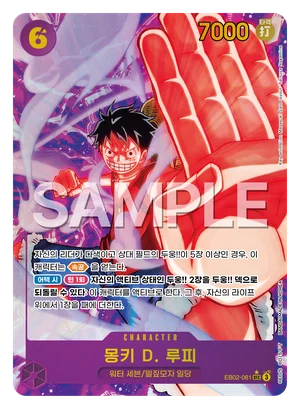 6
7000
타격
打
SAMPLE
자신의 리더가 다색이고 상대 필드의 두웅!!이 5장 이상인 경우, 이
캐릭터는 속공 을 얻는다.
어택 시 턴 1회 자신의 액티브 상태인 두웅!! 2장을 두웅!! 덱으로
되돌릴 수 있다: 이 캐릭터를 액티브로 한다. 그 후, 자신의 라이프
위에서 1장을 패에 더한다.
CHARACTER
몽키 D. 루피
워터 세븐/밀짚모자 일당
EB02-061